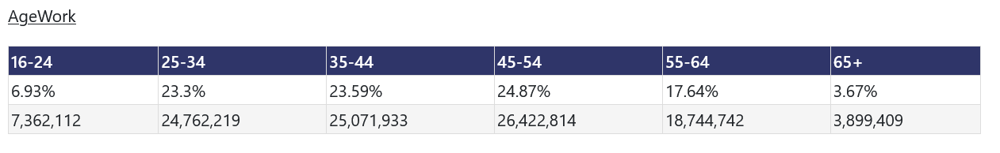 AgeWork
16-24 25-34 35-44 45-54 55-64 65+
6.93% 23.3% 23.59% 24.87% 17.64% 3.67%
7,362,112 24,762,219 25,071,933 26,422,814 18,744,742 3,899,409